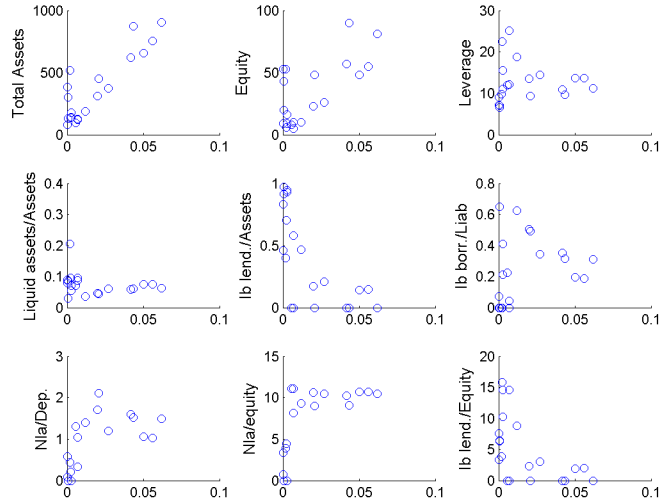 Total Assets
1000
500
0
0 0.05 0.1
Equity
100
50
0
0 0.05 0.1
Leverage
30
20
10
0
0 0.05 0.1
Liquid assets/Assets
0.4
0.3
0.2
0.1
0
0 0.05 0.1
Ib lend./Assets
1
0.5
0
0 0.05 0.1
Ib borr./Liab
0.8
0.6
0.4
0.2
0
0 0.05 0.1
Nla/Dep.
3
2
1
0
0 0.05 0.1
Nla/equity
15
10
5
0
0 0.05 0.1
Ib lend./Equity
20
15
10
5
0
0 0.05 0.1